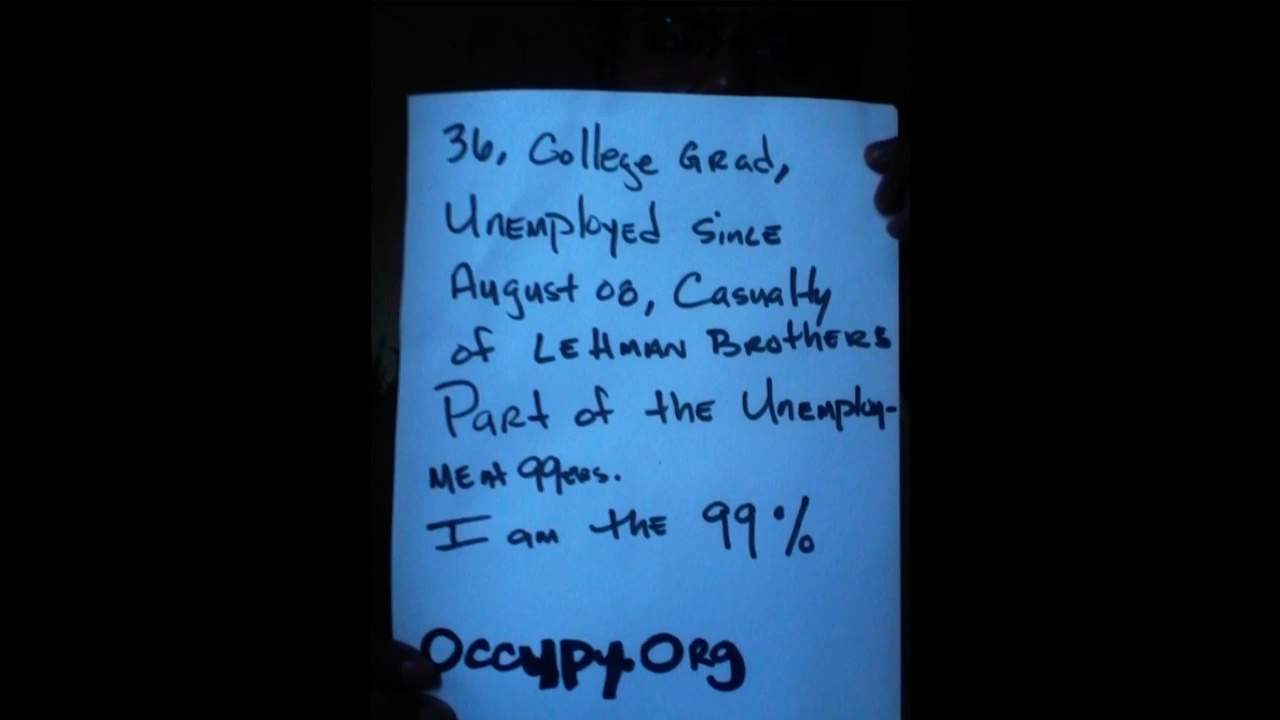 36, College Grad,
Unemployed since
August 08, Casualty
of LEHMAN BROTHERS
Part of the Unemploy-
MENt 99ers.
I am the 99%
Occupy.Org